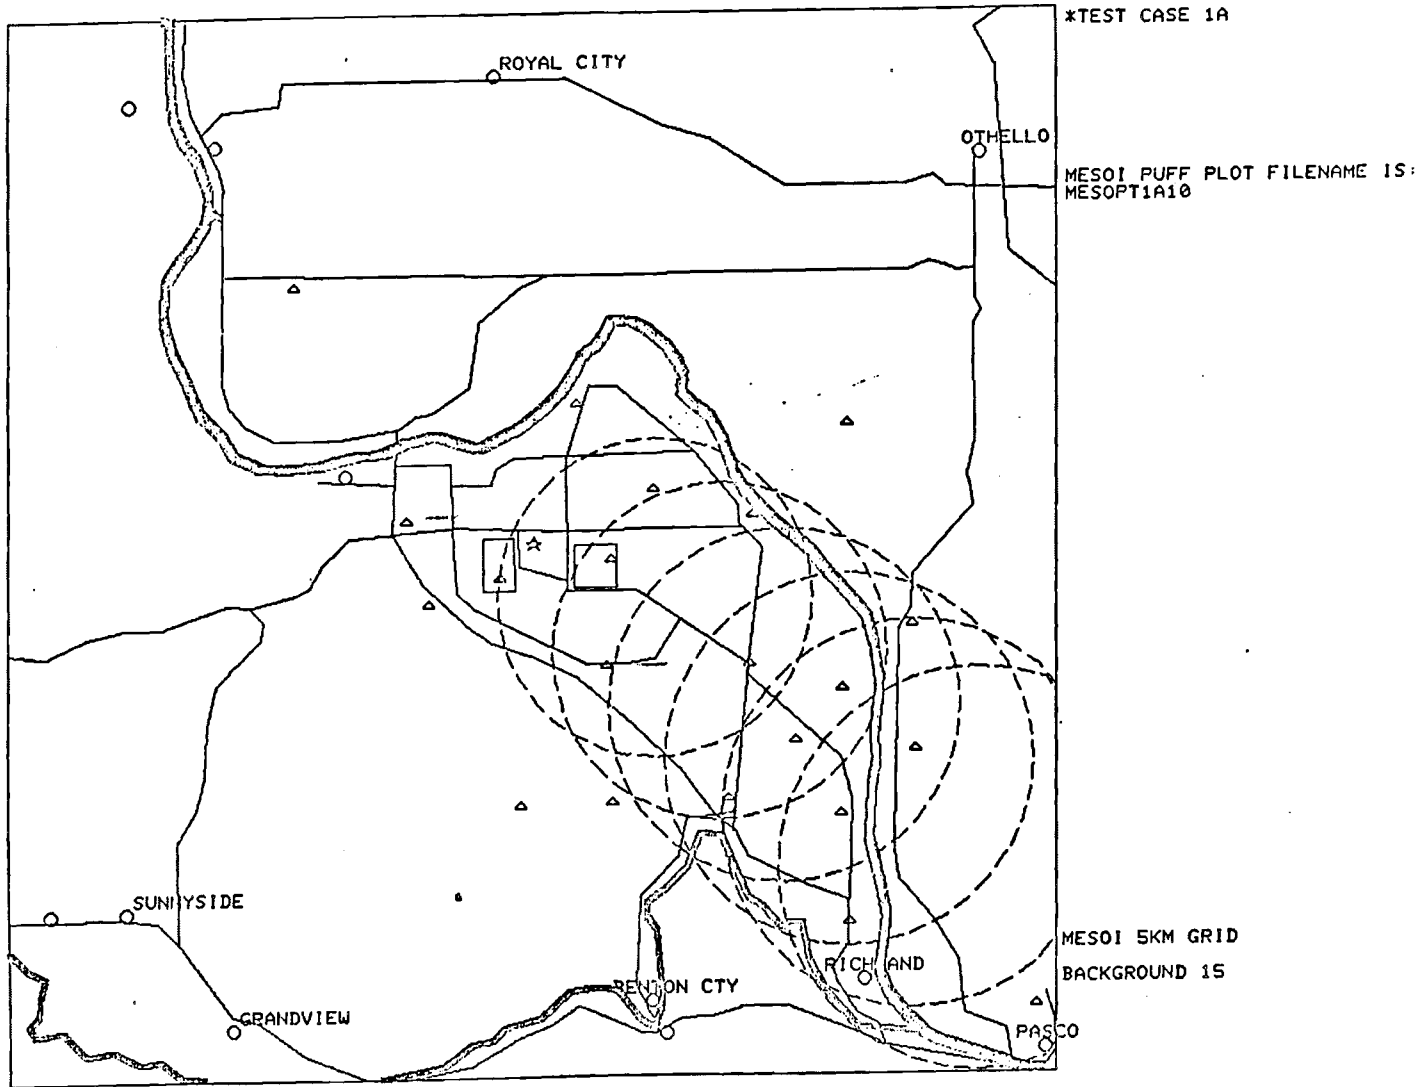 *TEST CASE 1A
ROYAL CITY
OTHELLO
MESOI PUFF PLOT FILENAME IS:
MESOPT1A10
SUNNYSIDE
MESOI 5KM GRID
RICHLAND
BACKGROUND 15
BENTON CTY
GRANDVIEW
PASCO